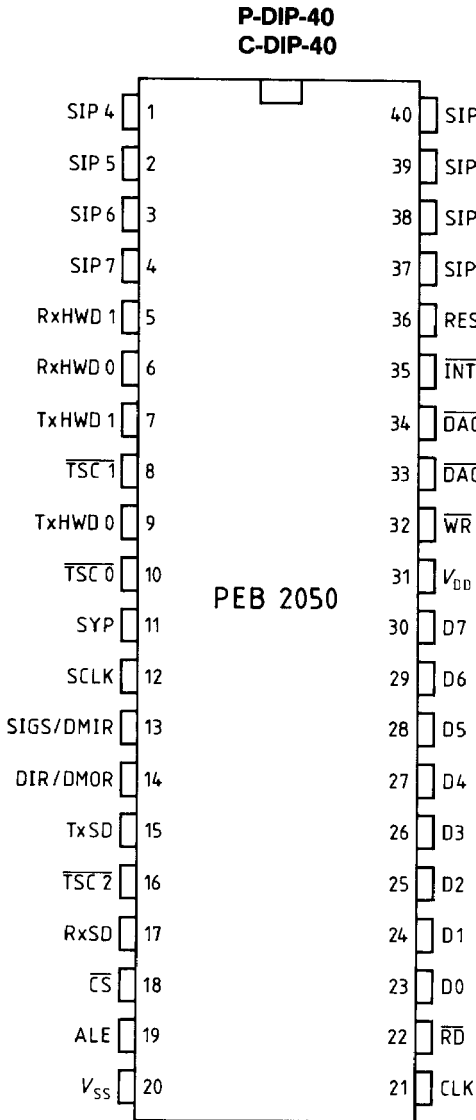 P-DIP-40
C-DIP-40
SIP 4 1 40 SIP
SIP 5 2 39 SIP
SIP 6 3 38 SIP
SIP 7 4 37 SIP
RxHWD 1 5 36 RES
RxHWD 0 6 35 INT
TxHWD 1 7 34
TSC 1 8 33
TxHWD 0 9 32 WR
TSC 0 10 31 VDD
PEB 2050
SYP 11 30 D7
SCLK 12 29 D6
SIGS/DMIR 13 28 D5
DIR/DMOR 14 27 D4
TxSD 15 26 D3
TSC 2 16 25 D2
RxSD 17 24 D1
CS 18 23 D0
ALE 19 22 RD
VSS 20 21 CLK